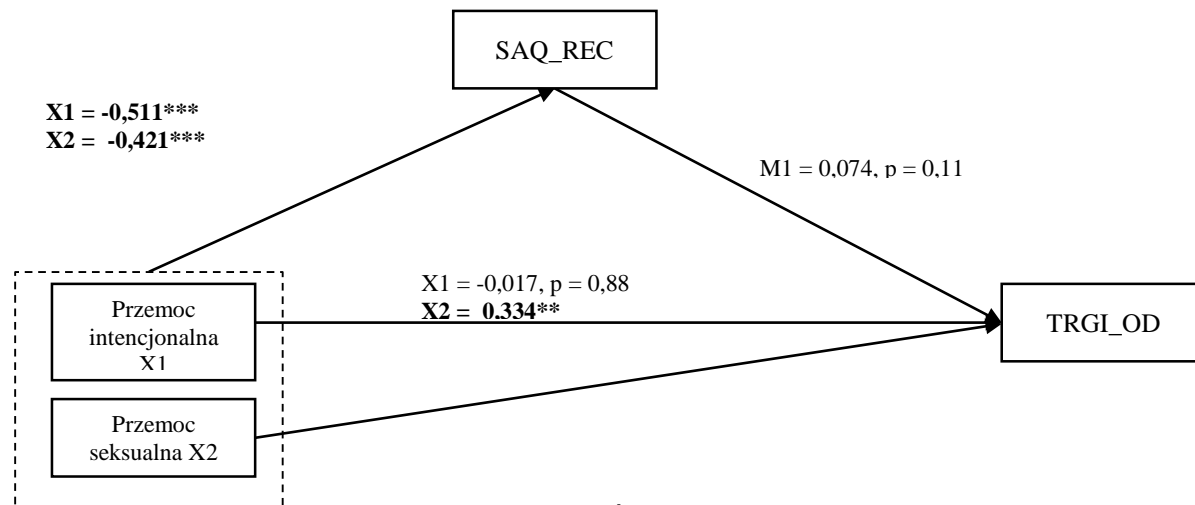 SAQ_REC
X1 = -0,511***
X2 = -0,421***
M1 = 0,074, p = 0,11
X1 = -0,017, p = 0,88
X2 = 0,334**
Przemoc
intencjonalna
X1
TRGI_OD
Przemoc
seksualna X2